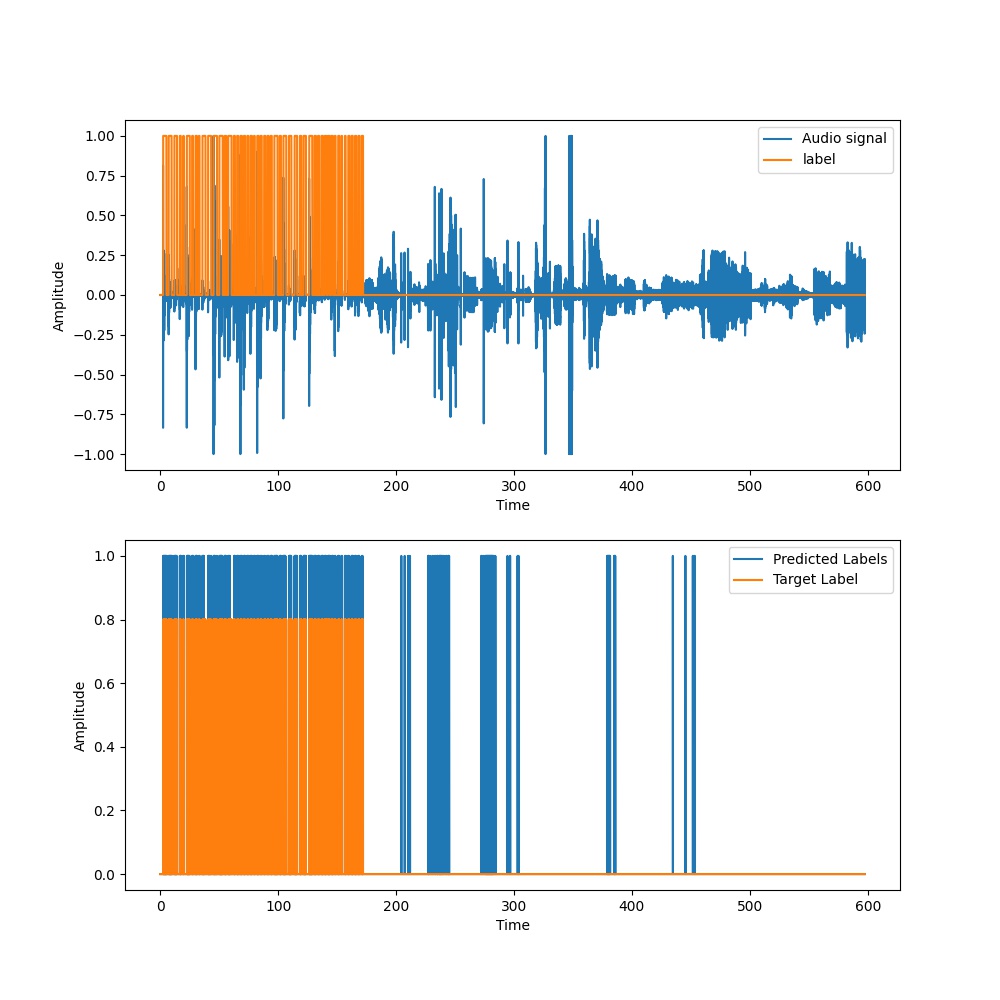 Audio signal
label
1.00
0.75
0.50
0.25
0.00
−0.25
−0.50
−0.75
−1.00
Amplitude
0 100 200 300 400 500 600
Time
Predicted Labels
Target Label
1.0
0.8
0.6
0.4
0.2
0.0
Amplitude
0 100 200 300 400 500 600
Time